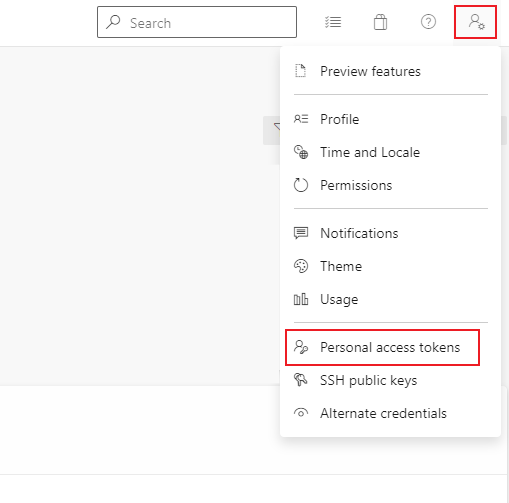 Search
Preview features
Profile
Time and Locale
Permissions
Notifications
Theme
Usage
Personal access tokens
SSH public keys
Alternate credentials